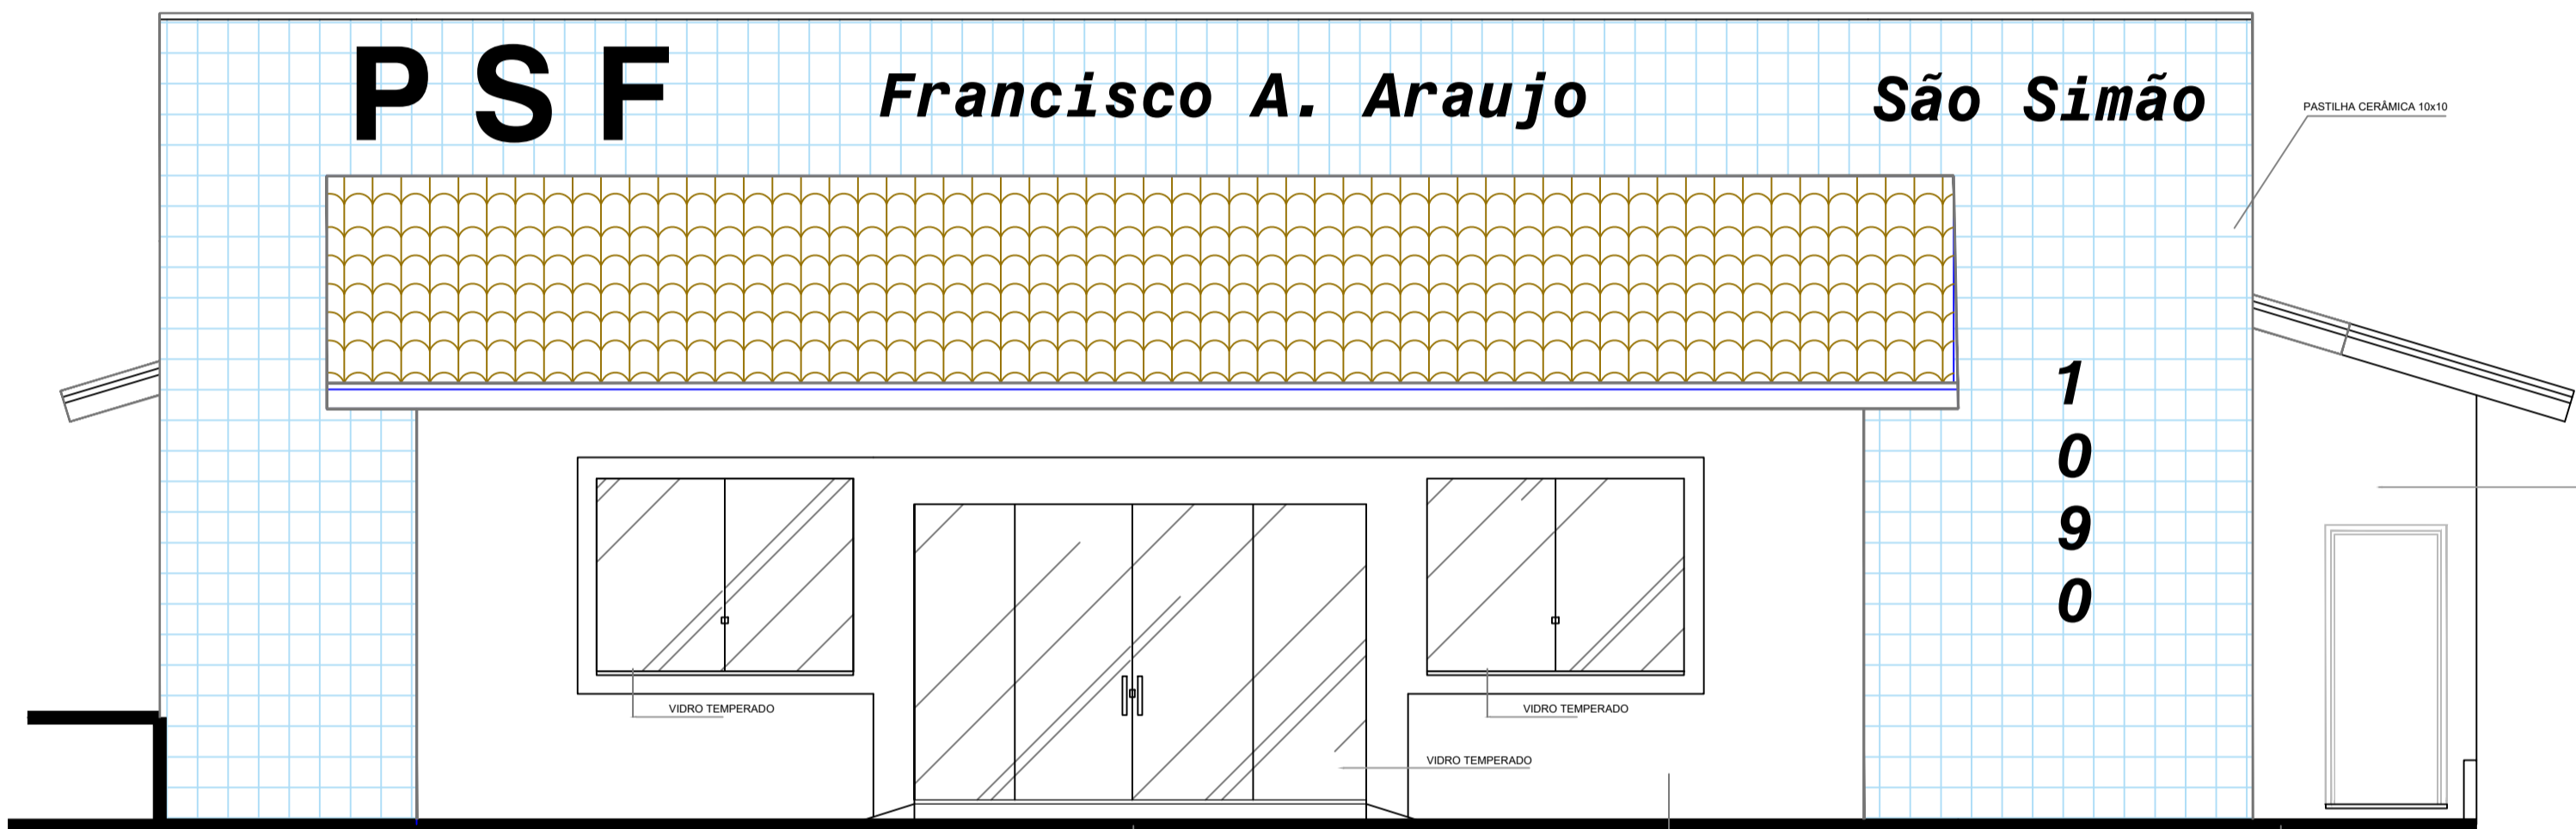 P S F
Francisco A. Araujo
São Simão
PASTILHA CERÂMICA 10x10
1
0
9
0
VIDRO TEMPERADO
VIDRO TEMPERADO
VIDRO TEMPERADO